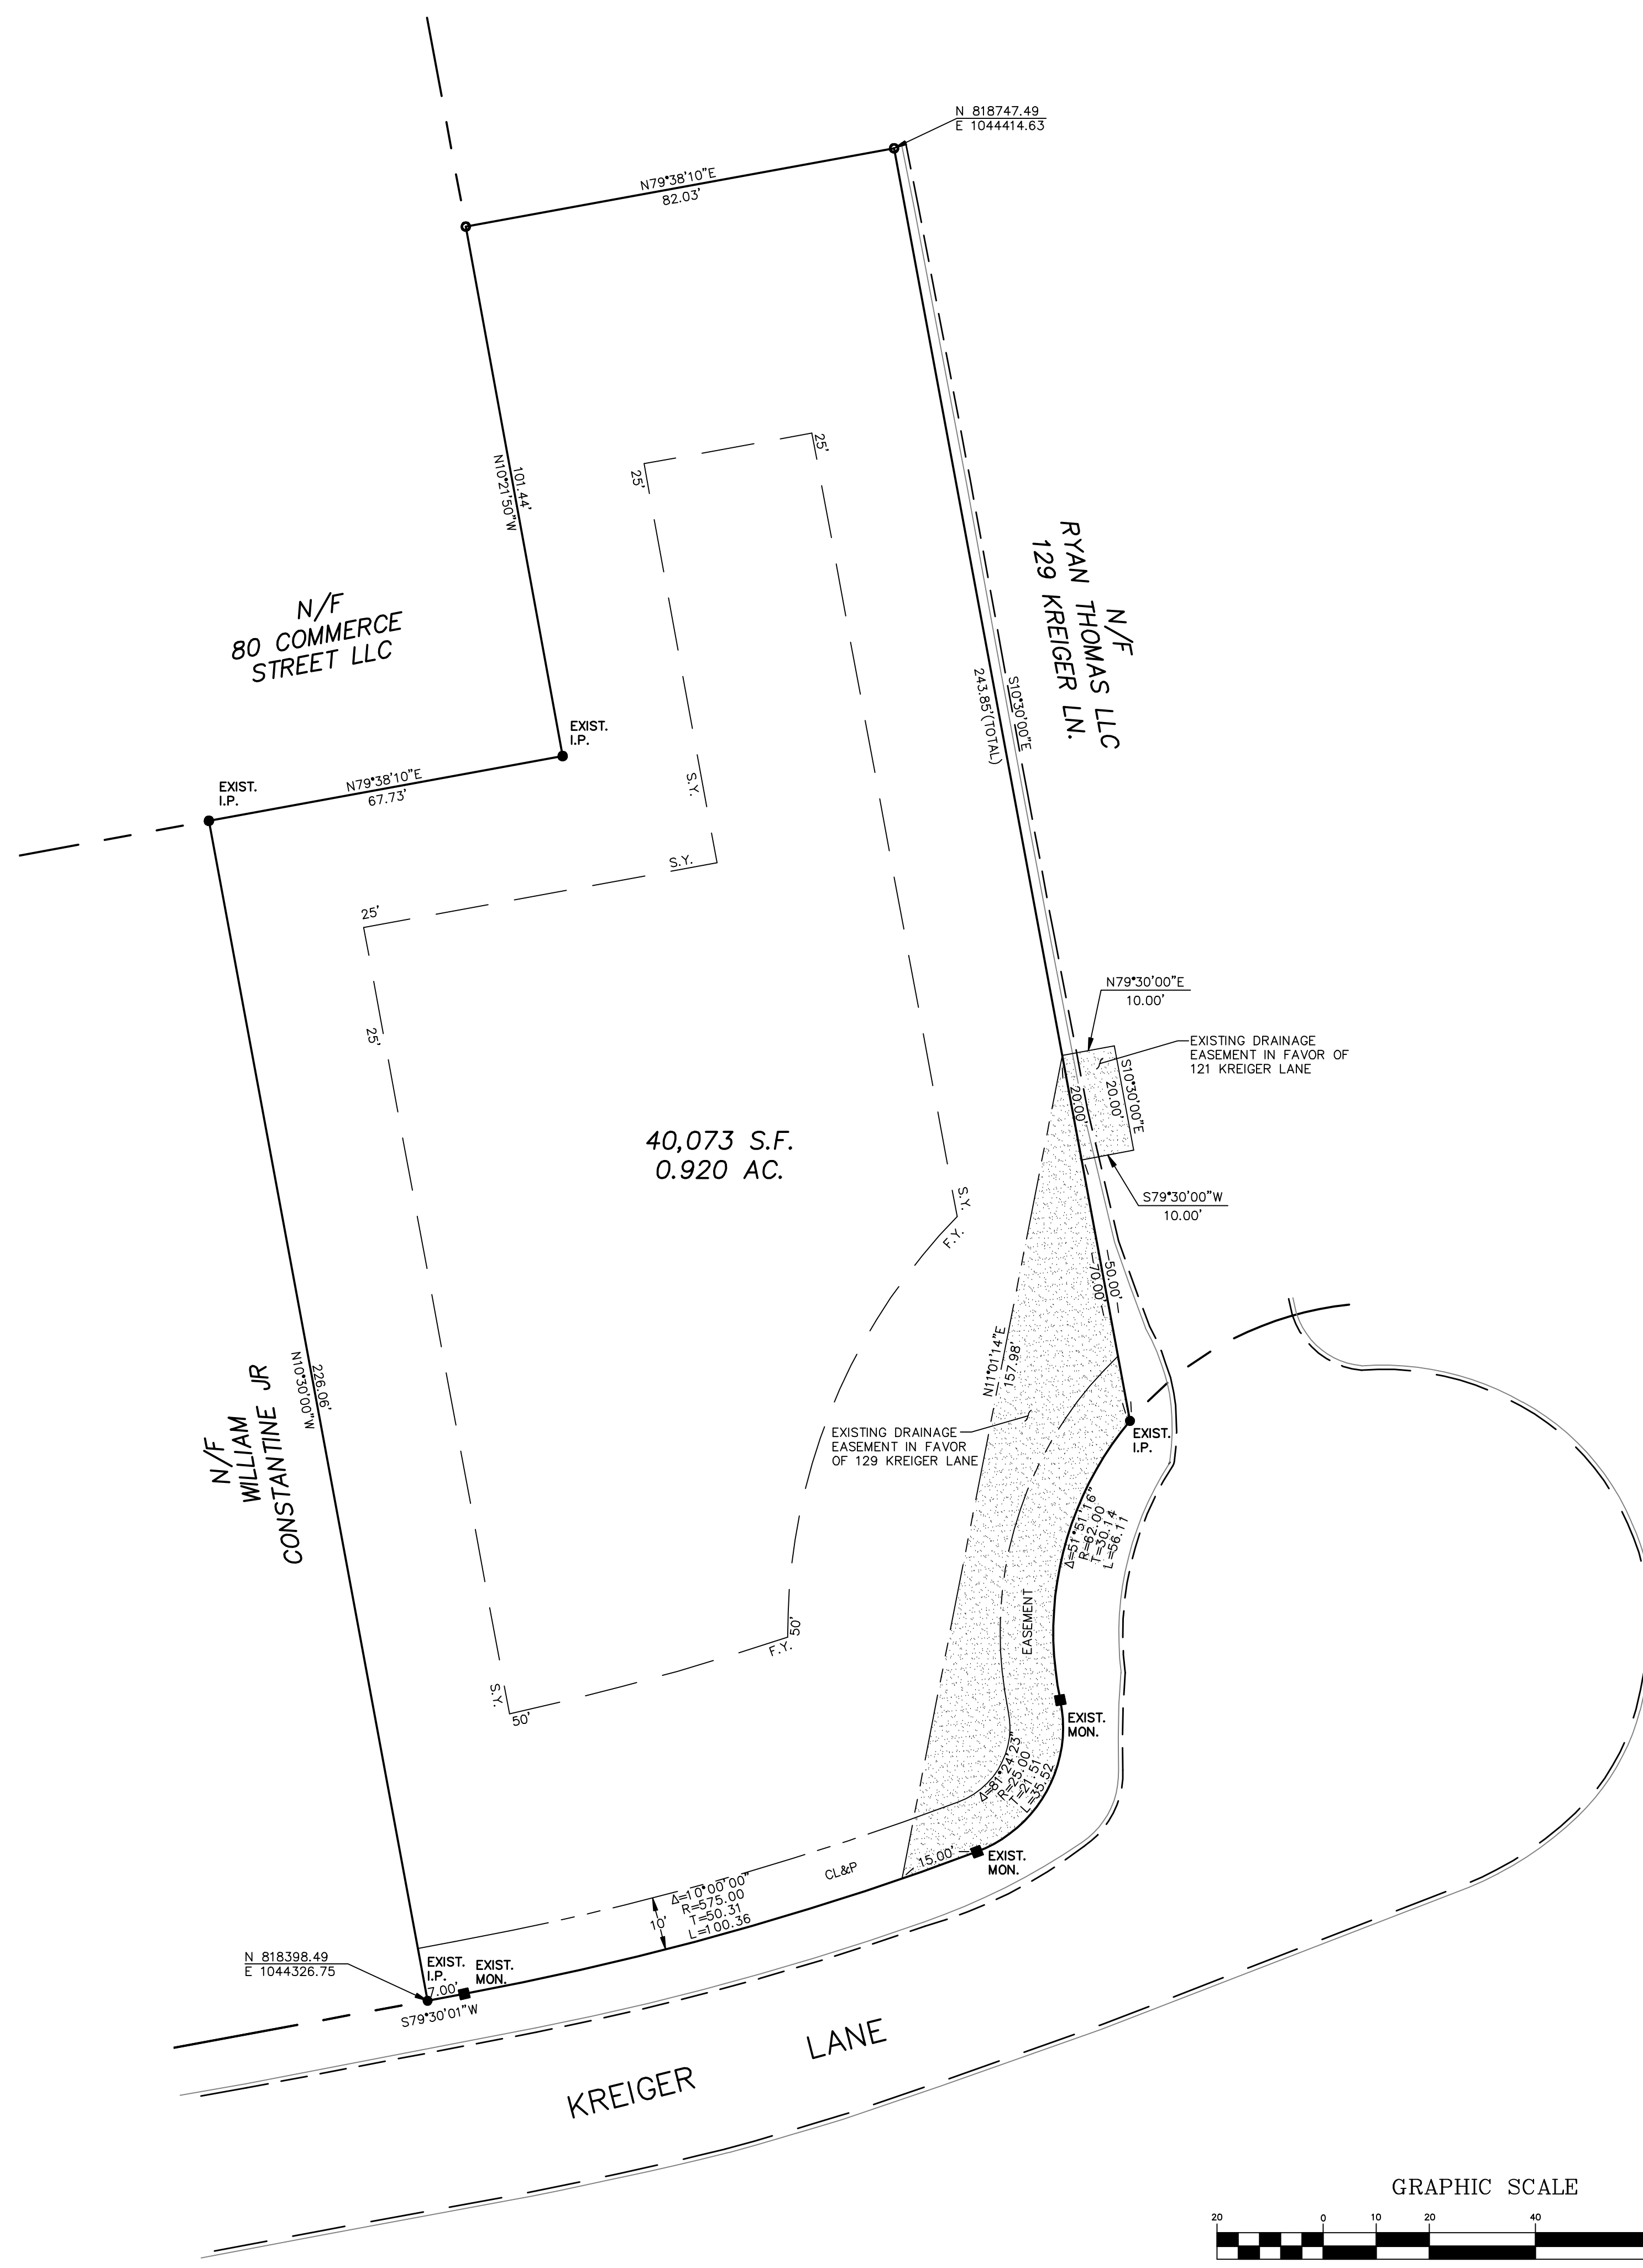 N 818747.49
E 1044414.63
N79°38'10"E
82.03'
101.44'
N10°21'50"W
25'
25'
N/F
RYAN THOMAS LLC
129 KREIGER LN.
N/F
80 COMMERCE
STREET LLC
S10°30'00"E
243.85'(TOTAL)
EXIST.
I.P.
EXIST.
I.P.
N79°38'10"E
67.73'
S.Y.
S.Y.
25'
25'
N79°30'00"E
10.00'
EXISTING DRAINAGE
EASEMENT IN FAVOR OF
121 KREIGER LANE
S10°30'00"E
20.00'
20.00'
40,073 S.F.
0.920 AC.
S79°30'00"W
10.00'
S.Y.
F.Y.
50.00'
70.00'
N11°01'14"E
157.98'
226.06'
N10°30'00"W
N/F
WILLIAM
CONSTANTINE JR
EXISTING DRAINAGE
EASEMENT IN FAVOR
OF 129 KREIGER LANE
EXIST.
I.P.
Δ=51°51'16"
R=62.00
T=30.14
L=56.11
EASEMENT
50'
F.Y.
S.Y.
50'
EXIST.
MON.
Δ=81°24'23"
R=25.00
T=21.51
L=35.52
15.00'
EXIST.
MON.
CL&P
Δ=10°00'00"
R=575.00
T=50.31
L=100.36
10'
N 818398.49
E 1044326.75
EXIST.
I.P.
EXIST.
MON.
7.00'
S79°30'01"W
KREIGER LANE
GRAPHIC SCALE
20 0 10 20 40